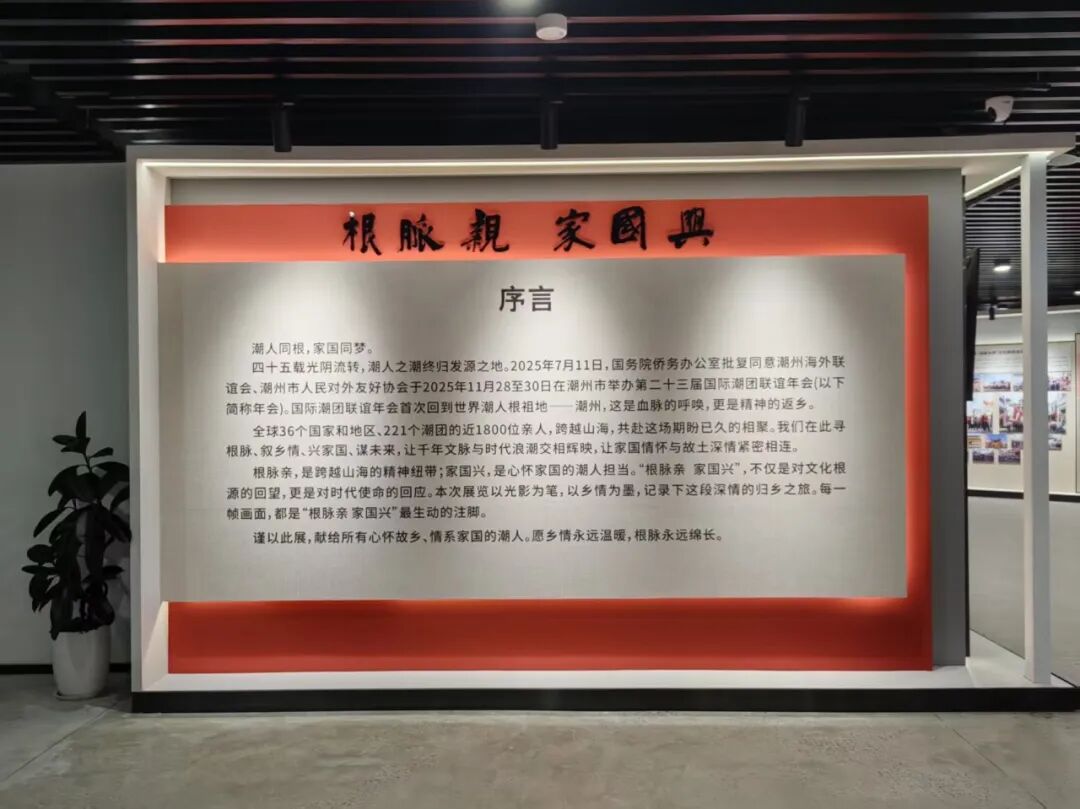 根脈親 家國興
序言
潮人同根，家国同梦。
四十五载光阴流转，潮人之潮终归发源之地。2025年7月11日，国务院侨务办公室批复同意潮州海外联
谊会、潮州市人民对外友好协会于2025年11月28至30日在潮州市举办第二十三届国际潮团联谊年会(以下
简称年会)。国际潮团联谊年会首次回到世界潮人根祖地——潮州，这是血脉的呼唤，更是精神的返乡。
全球36个国家和地区、221个潮团的近1800位亲人，跨越山海，共赴这场期盼已久的相聚。我们在此寻
根脉、叙乡情、兴家国、谋未来，让千年文脉与时代浪潮交相辉映，让家国情怀与故土深情紧密相连。
根脉亲，是跨越山海的精神纽带；家国兴，是心怀家国的潮人担当。“根脉亲 家国兴”，不仅是对文化根
源的回望，更是对时代使命的回应。本次展览以光影为笔，以乡情为墨，记录下这段深情的归乡之旅。每一
帧画面，都是“根脉亲 家国兴”最生动的注脚。
谨以此展，献给所有心怀故乡、情系家国的潮人。愿乡情永远温暖，根脉永远绵长。